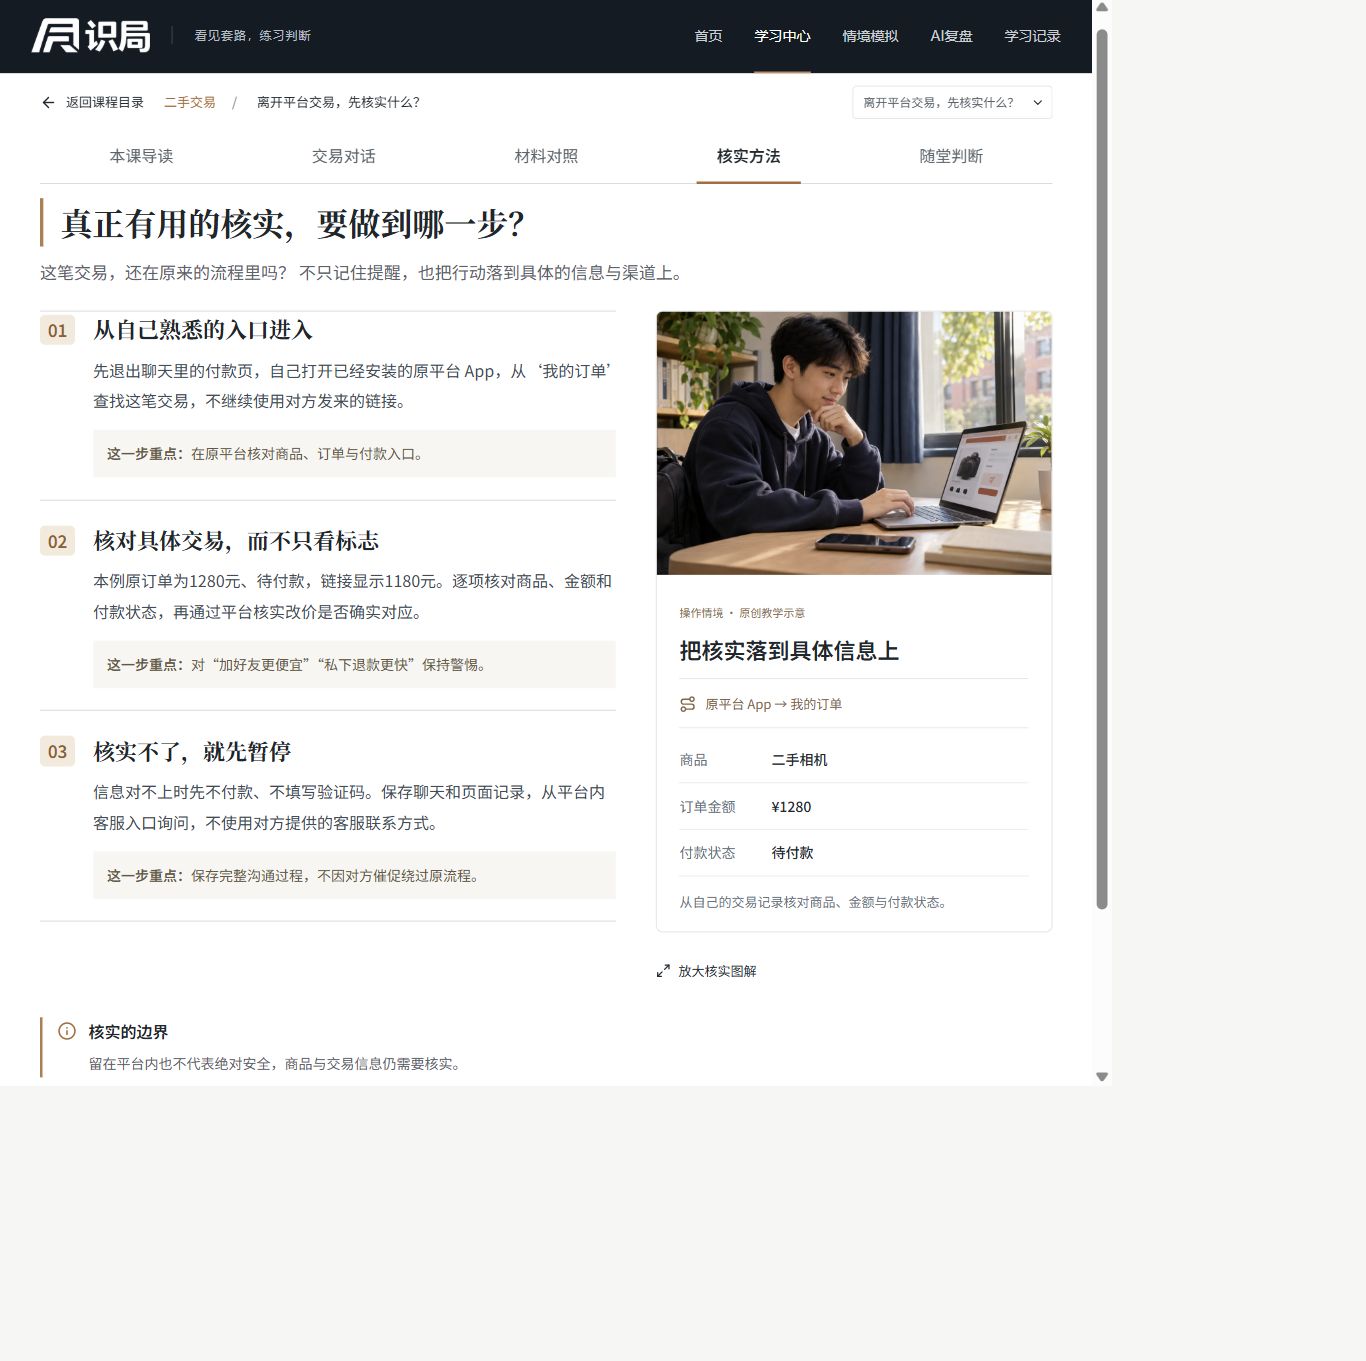 识局
看见套路，练习判断
首页
学习中心
情境模拟
AI复盘
学习记录
返回课程目录
二手交易
/
离开平台交易，先核实什么？
离开平台交易，先核实什么？
本课导读
交易对话
材料对照
核实方法
随堂判断
真正有用的核实，要做到哪一步？
这笔交易，还在原来的流程里吗？ 不只记住提醒，也把行动落到具体的信息与渠道上。
01
从自己熟悉的入口进入
先退出聊天里的付款页，自己打开已经安装的原平台 App，从‘我的订单’
查找这笔交易，不继续使用对方发来的链接。
这一步重点：在原平台核对商品、订单与付款入口。
02
核对具体交易，而不只看标志
本例原订单为1280元、待付款，链接显示1180元。逐项核对商品、金额和
付款状态，再通过平台核实改价是否确实对应。
这一步重点：对“加好友更便宜”“私下退款更快”保持警惕。
03
核实不了，就先暂停
信息对不上时先不付款、不填写验证码。保存聊天和页面记录，从平台内
客服入口询问，不使用对方提供的客服联系方式。
这一步重点：保存完整沟通过程，不因对方催促绕过原流程。
操作情境 · 原创教学示意
把核实落到具体信息上
原平台 App → 我的订单
商品 二手相机
订单金额 ¥1280
付款状态 待付款
从自己的交易记录核对商品、金额与付款状态。
放大核实图解
核实的边界
留在平台内也不代表绝对安全，商品与交易信息仍需要核实。